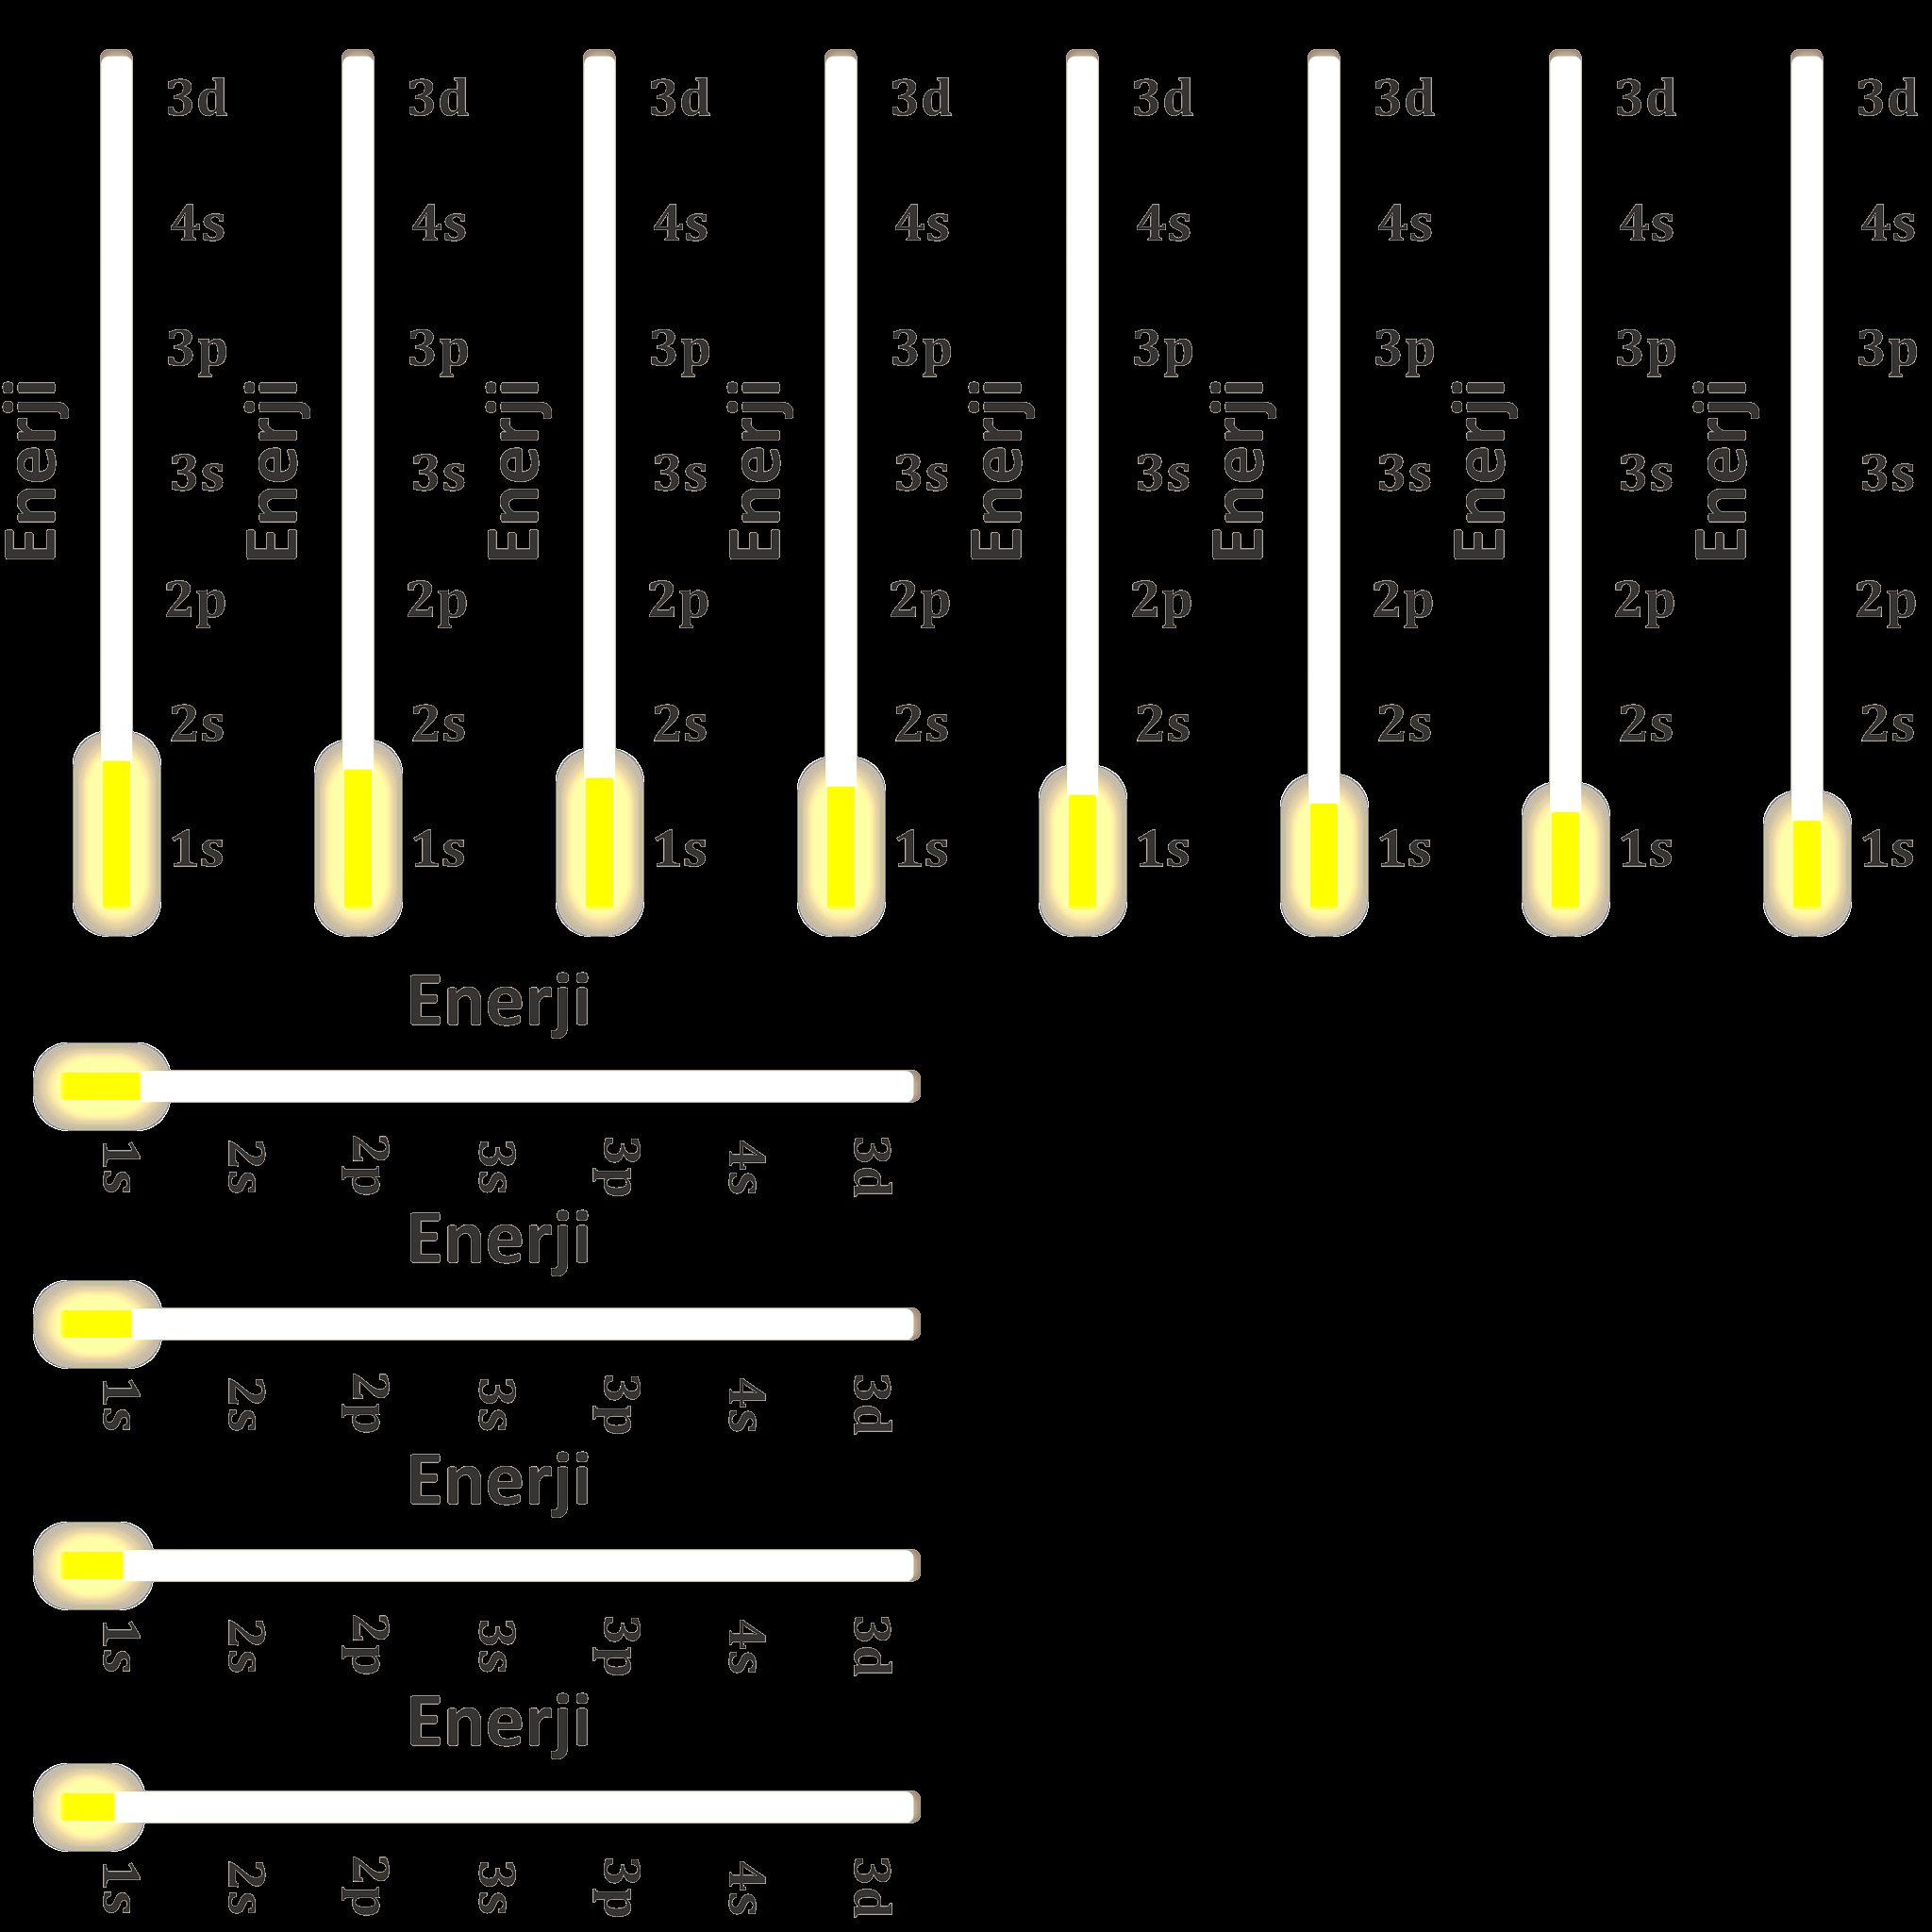 3d 3d 3d 3d 3d 3d 3d 3d
4s 4s 4s 4s 4s 4s 4s 4s
3p 3p 3p 3p 3p 3p 3p 3p
Enerji Enerji Enerji Enerji Enerji Enerji Enerji Enerji
3s 3s 3s 3s 3s 3s 3s 3s
2p 2p 2p 2p 2p 2p 2p 2p
2s 2s 2s 2s 2s 2s 2s 2s
1s 1s 1s 1s 1s 1s 1s 1s
Enerji
1s 2s 2p 3s 3p 4s 3d
Enerji
1s 2s 2p 3s 3p 4s 3d
Enerji
1s 2s 2p 3s 3p 4s 3d
Enerji
1s 2s 2p 3s 3p 4s 3d